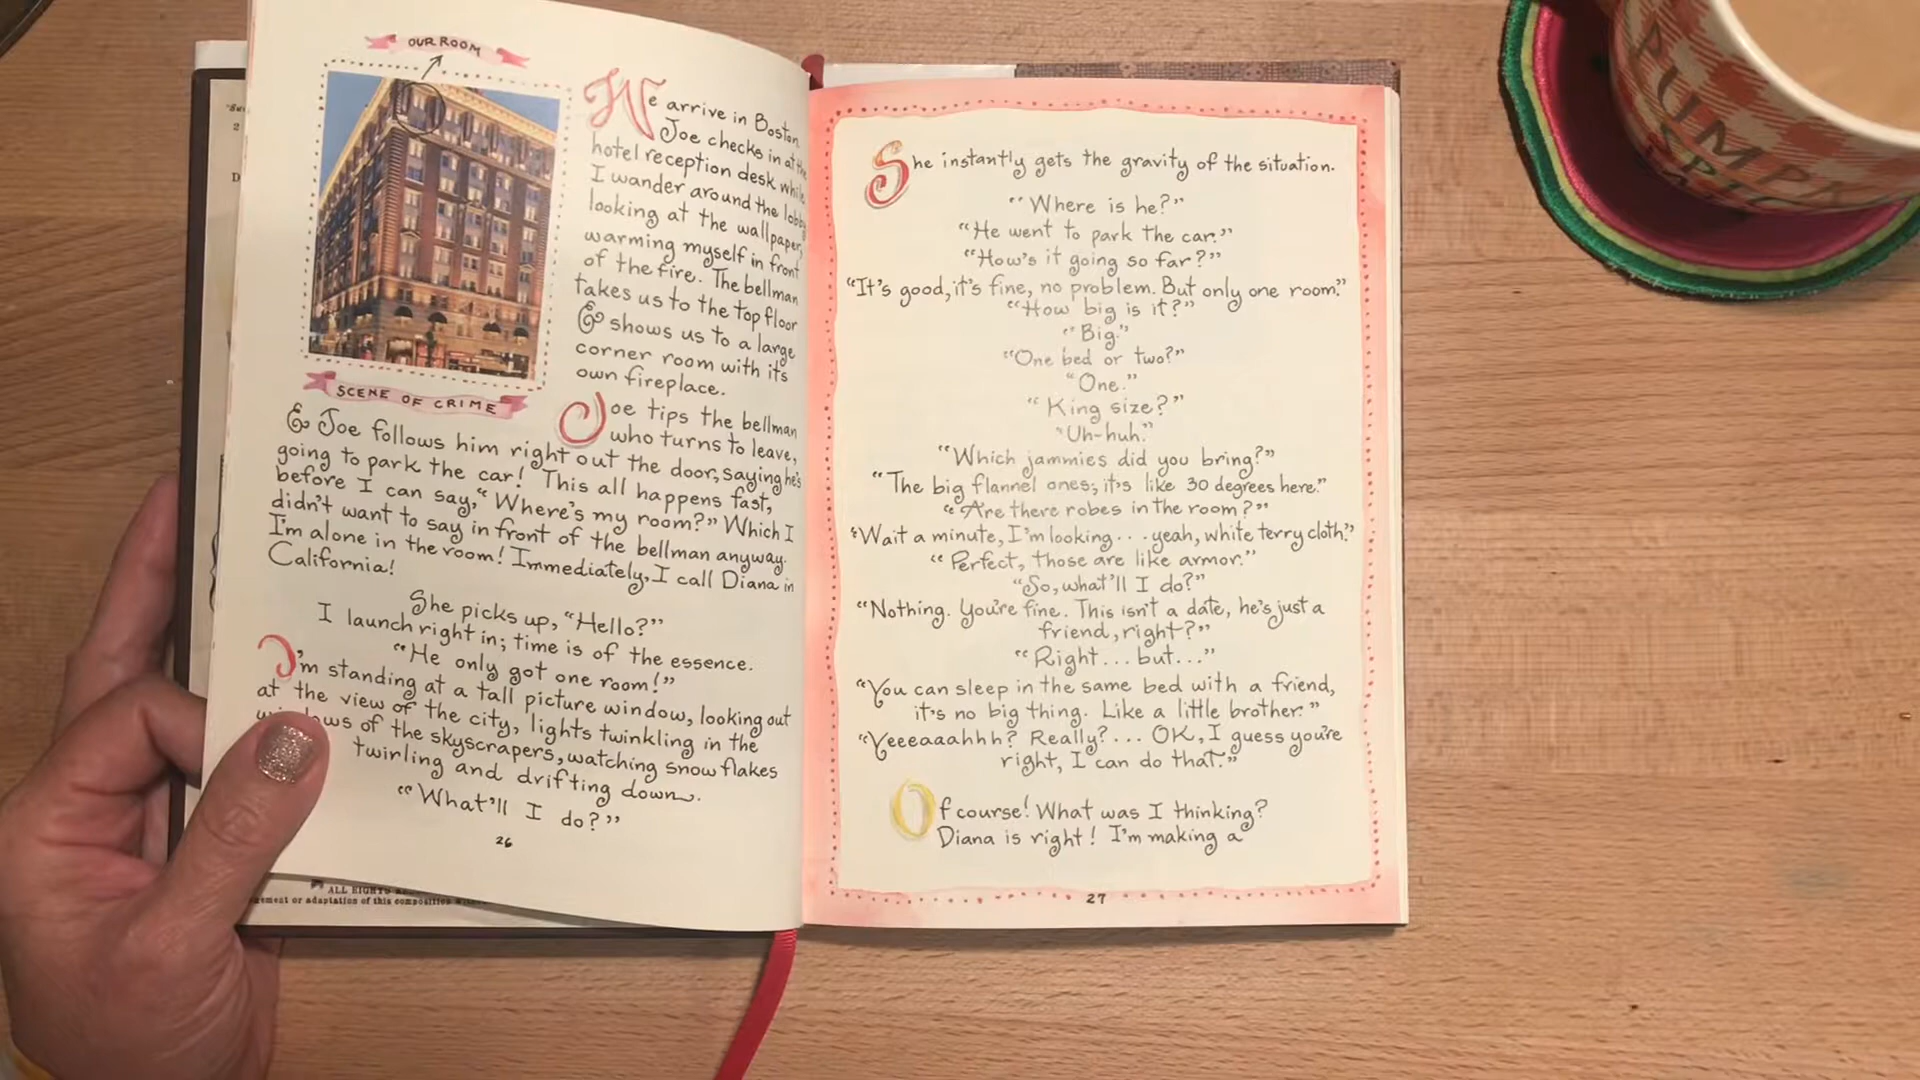 OUR ROOM
SCENE OF CRIME
We arrive in Boston
Joe checks in at the
hotel reception desk while
I wander around the lobby
looking at the wallpaper,
warming myself in front
of the fire. The bellman
takes us to the top floor
& shows us to a large
corner room with its
own fireplace.
Joe tips the bellman
who turns to leave,
& Joe follows him right out the door, saying he's
going to park the car! This all happens fast,
before I can say, "Where's my room?" Which I
didn't want to say in front of the bellman anyway.
I'm alone in the room! Immediately, I call Diana in
California!
She picks up, "Hello?"
I launch right in; time is of the essence.
"He only got one room!"
I'm standing at a tall picture window, looking out
at the view of the city, lights twinkling in the
windows of the skyscrapers, watching snowflakes
twirling and drifting down.
"What'll I do?"
26
ALL RIGHTS
or adaptation of this composition
She instantly gets the gravity of the situation.
"Where is he?"
"He went to park the car."
"How's it going so far?"
"It's good, it's fine, no problem. But only one room."
"How big is it?"
"Big."
"One bed or two?"
"One."
"King size?"
"Uh-huh."
"Which jammies did you bring?"
"The big flannel ones; it's like 30 degrees here."
"Are there robes in the room?"
"Wait a minute, I'm looking... yeah, white terry cloth."
"Perfect, those are like armor."
"So, what'll I do?"
"Nothing. You're fine. This isn't a date, he's just a
friend, right?"
"Right... but..."
"You can sleep in the same bed with a friend,
it's no big thing. Like a little brother."
"Yeeeaaahhh? Really?... OK, I guess you're
right, I can do that."
Of course! What was I thinking?
Diana is right! I'm making a
27
PUMPK